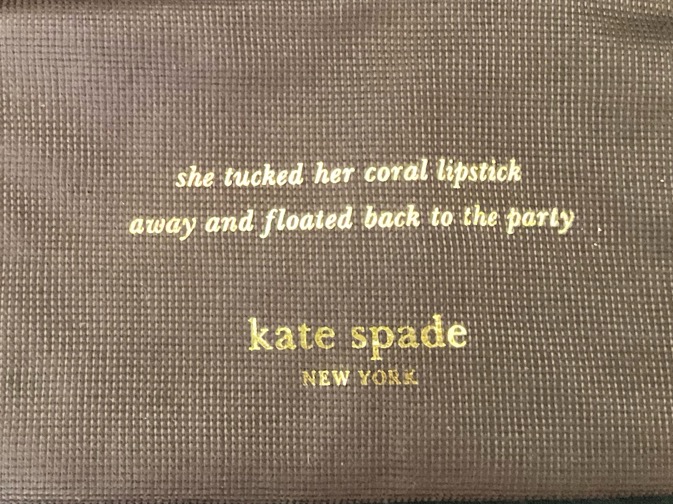 she tucked her coral lipstick
away and floated back to the party
kate spade
NEW YORK